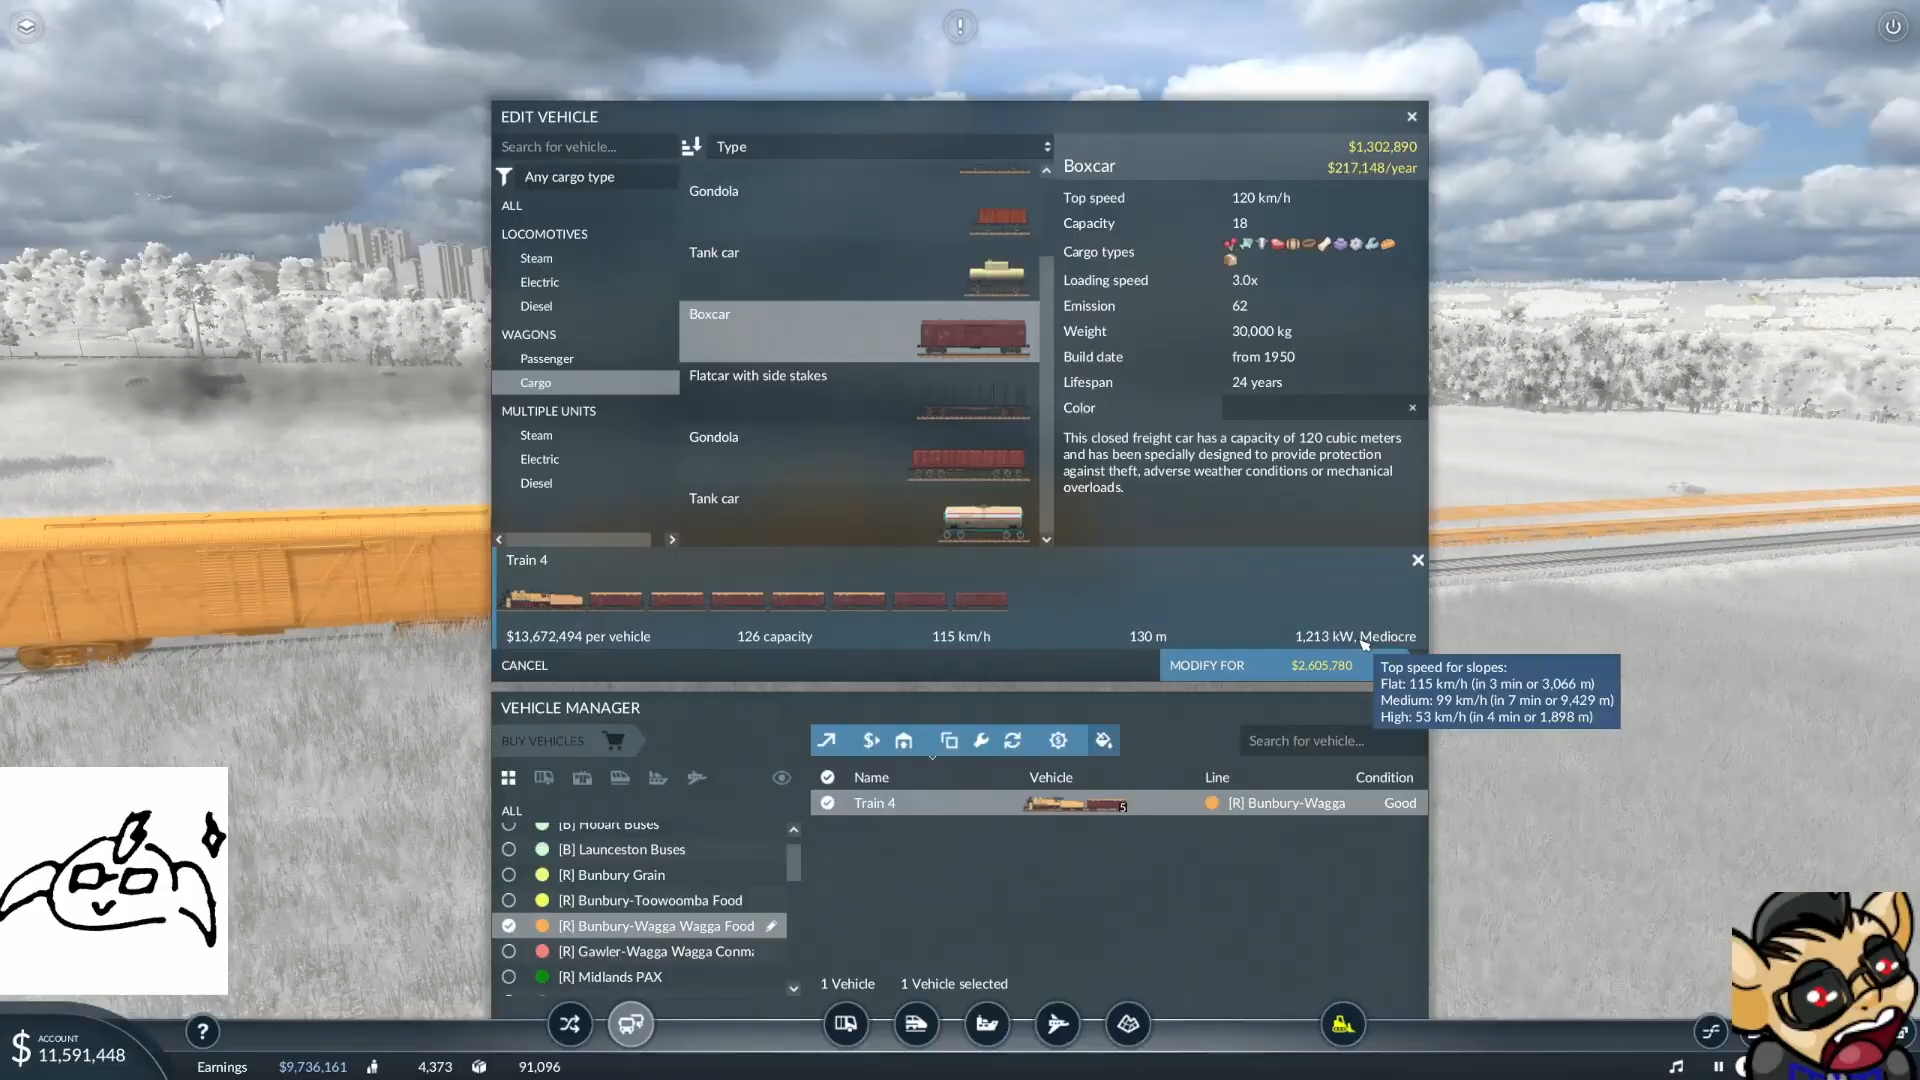 EDIT VEHICLE
Search for vehicle...
Type
Any cargo type
ALL
LOCOMOTIVES
Steam
Electric
Diesel
WAGONS
Passenger
Cargo
MULTIPLE UNITS
Steam
Electric
Diesel
Gondola
Tank car
Boxcar
Flatcar with side stakes
Gondola
Tank car
$1,302,890
Boxcar
$217,148/year
Top speed 120 km/h
Capacity 18
Cargo types
Loading speed 3.0x
Emission 62
Weight 30,000 kg
Build date from 1950
Lifespan 24 years
Color
This closed freight car has a capacity of 120 cubic meters
and has been specially designed to provide protection
against theft, adverse weather conditions or mechanical
overloads.
Train 4
$13,672,494 per vehicle 126 capacity 115 km/h 130 m 1,213 kW, Mediocre
CANCEL
MODIFY FOR $2,605,780
Top speed for slopes:
Flat: 115 km/h (in 3 min or 3,066 m)
Medium: 99 km/h (in 7 min or 9,429 m)
High: 53 km/h (in 4 min or 1,898 m)
VEHICLE MANAGER
BUY VEHICLES
Search for vehicle...
ALL
[B] Hobart Buses
[B] Launceston Buses
[R] Bunbury Grain
[R] Bunbury-Toowoomba Food
[R] Bunbury-Wagga Wagga Food
[R] Gawler-Wagga Wagga Conma
[R] Midlands PAX
Name Vehicle Line Condition
Train 4 5 [R] Bunbury-Wagga Good
1 Vehicle 1 Vehicle selected
$ ACCOUNT
11,591,448
?
Earnings $9,736,161 4,373 91,096